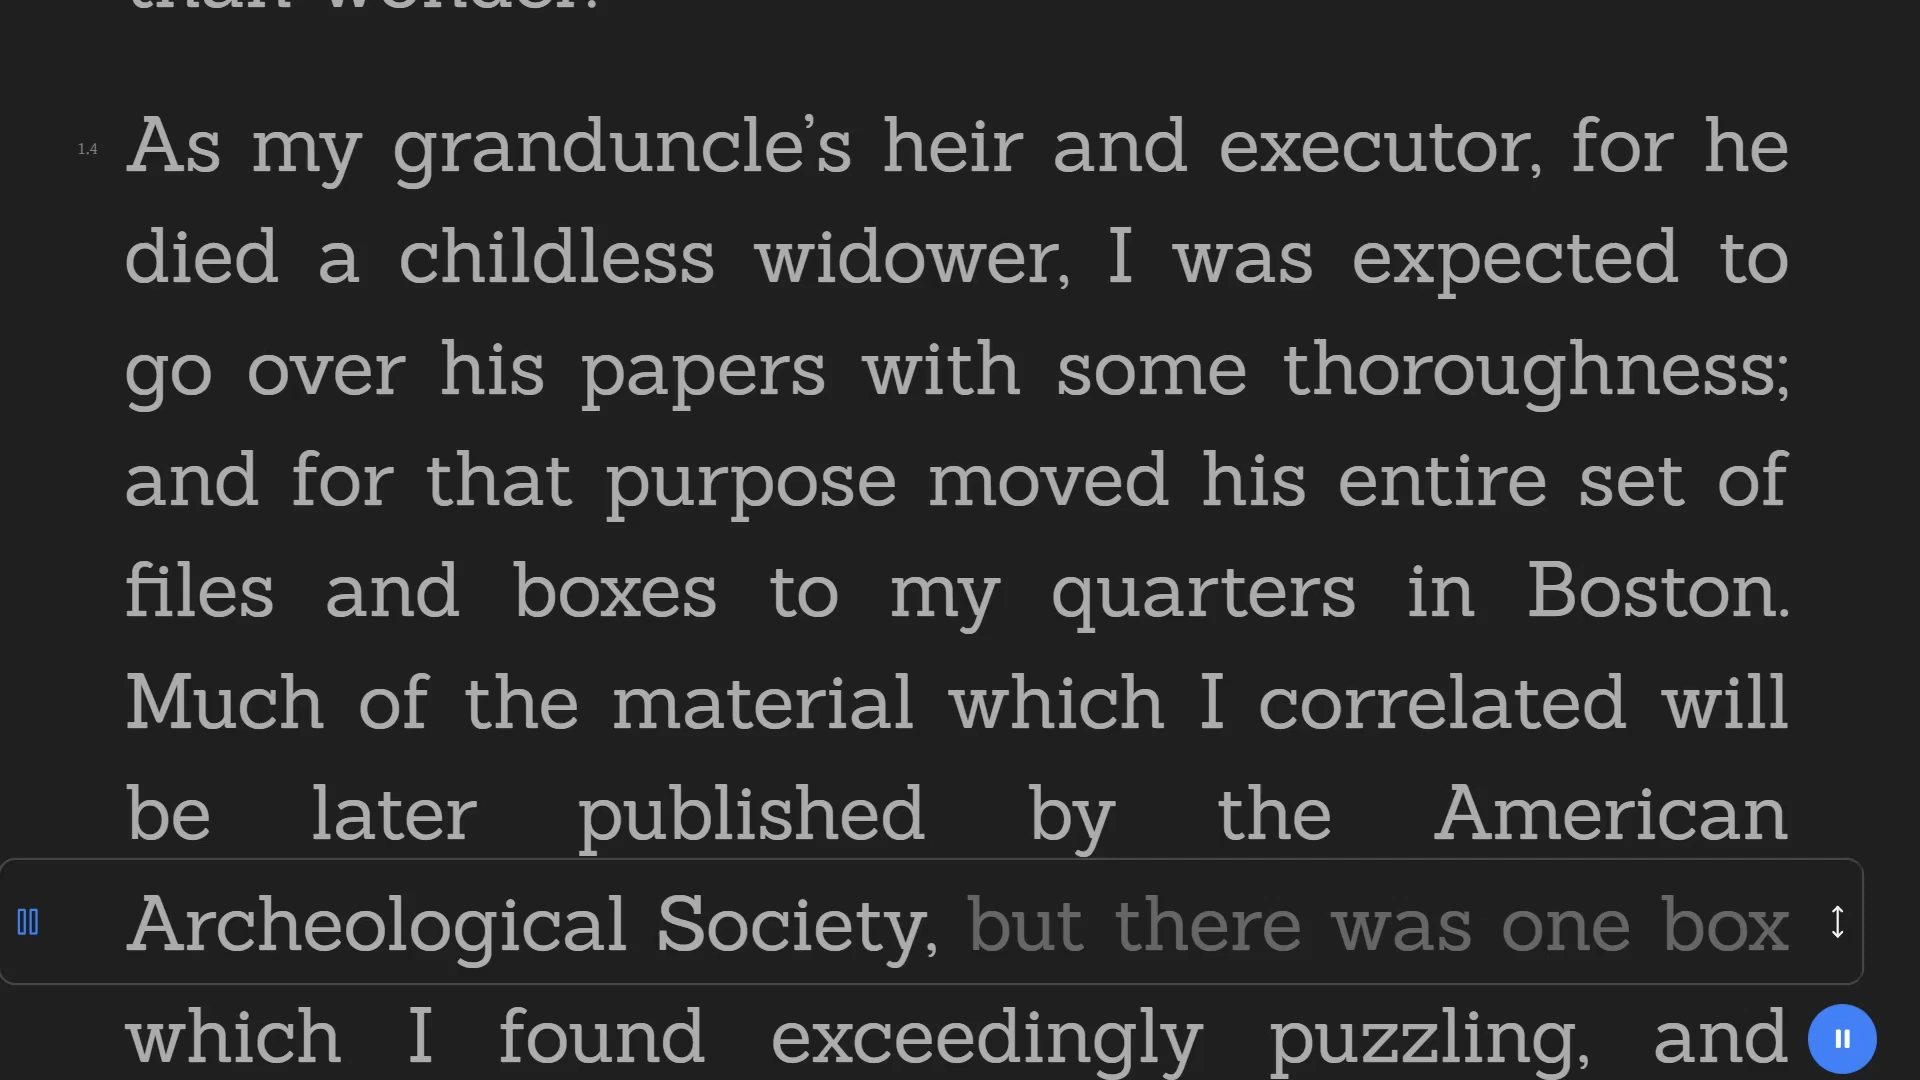 than wonder.
1.4
As my granduncle’s heir and executor, for he
died a childless widower, I was expected to
go over his papers with some thoroughness;
and for that purpose moved his entire set of
files and boxes to my quarters in Boston.
Much of the material which I correlated will
be later published by the American
Archeological Society, but there was one box
which I found exceedingly puzzling, and